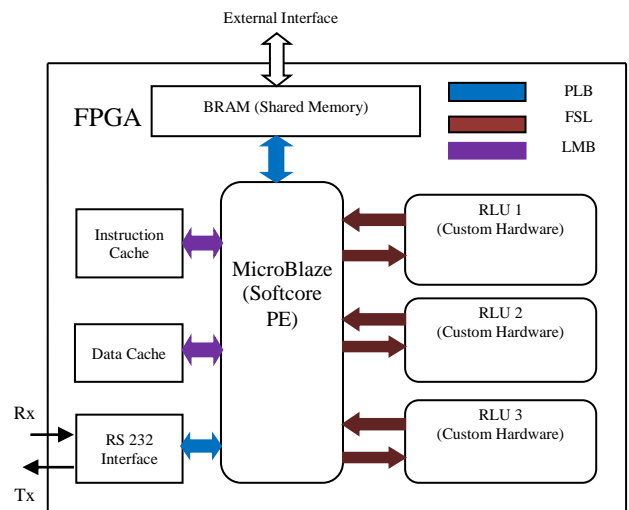 External Interface
FPGA
BRAM (Shared Memory)
PLB
FSL
LMB
Instruction
Cache
Data Cache
Rx
RS 232
Interface
Tx
MicroBlaze
(Softcore
PE)
RLU 1
(Custom Hardware)
RLU 2
(Custom Hardware)
RLU 3
(Custom Hardware)